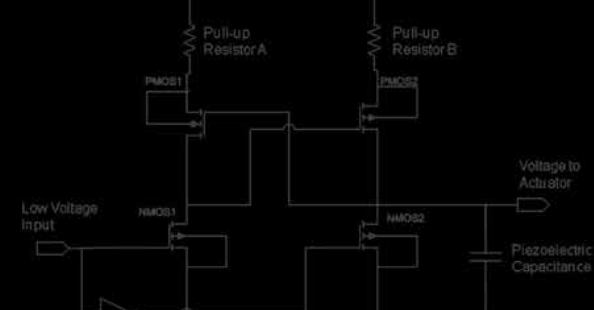 Pull-up
Resistor A
Pull-up
Resistor B
PMOS1
PMOS2
Voltage to
Actuator
Low Voltage
Input
NMOS1
NMOS2
Piezoelectric
Capacitance